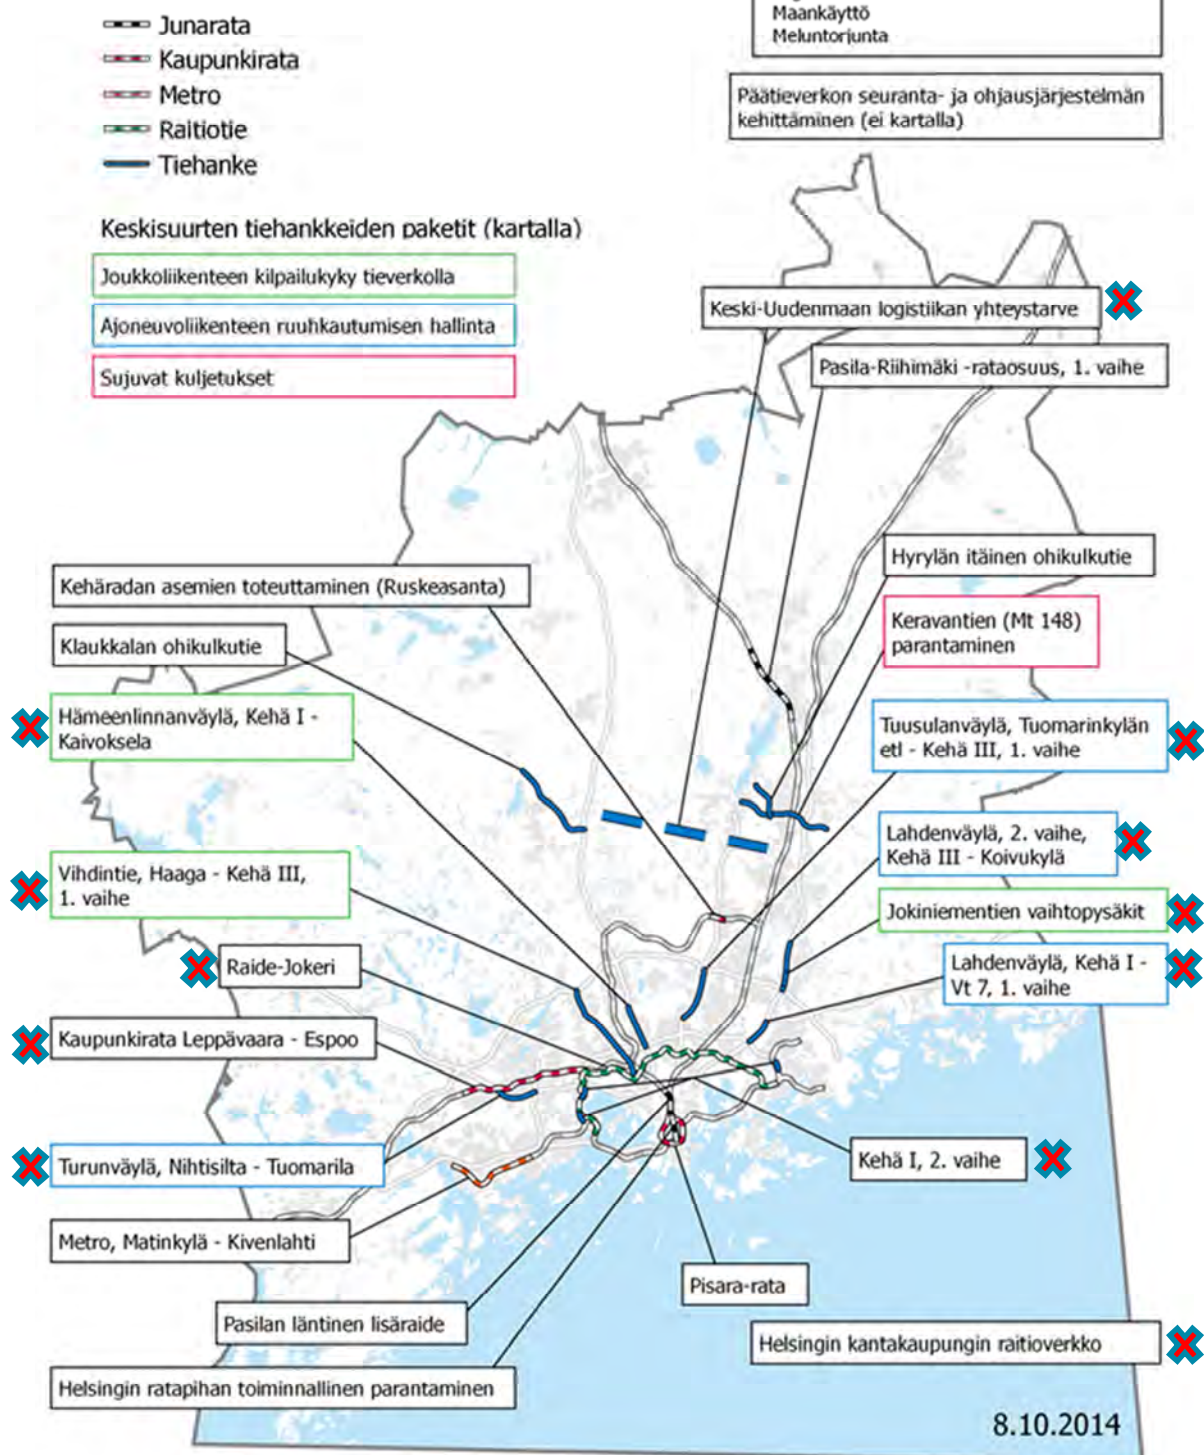 Junarata
Kaupunkirata
Metro
Raitiotie
Tiehanke
Maankäyttö
Meluntorjunta
Päätieverkon seuranta- ja ohjausjärjestelmän
kehittäminen (ei kartalla)
Keskisuurten tiehankkeiden paketit (kartalla)
Joukkoliikenteen kilpailukyky tieverkolla
Ajoneuvoliikenteen ruuhkautumisen hallinta
Sujuvat kuljetukset
Keski-Uudenmaan logistiikan yhteystarve
Pasila-Riihimäki -rataosuus, 1. vaihe
Hyrylän itäinen ohikulkutie
Kehäradan asemien toteuttaminen (Ruskeasanta)
Keravantien (Mt 148)
parantaminen
Klaukkalan ohikulkutie
Hämeenlinnanväylä, Kehä I -
Kaivoksela
Tuusulanväylä, Tuomarinkylän
etl - Kehä III, 1. vaihe
Lahdenväylä, 2. vaihe,
Kehä III - Koivukylä
Vihdintie, Haaga - Kehä III,
1. vaihe
Jokiniementien vaihtopysäkit
Raide-Jokeri
Lahdenväylä, Kehä I -
Vt 7, 1. vaihe
Kaupunkirata Leppävaara - Espoo
Turunväylä, Nihtisilta - Tuomarila
Kehä I, 2. vaihe
Metro, Matinkylä - Kivenlahti
Pisara-rata
Pasilan läntinen lisäraide
Helsingin kantakaupungin raitioverkko
Helsingin ratapihan toiminnallinen parantaminen
8.10.2014